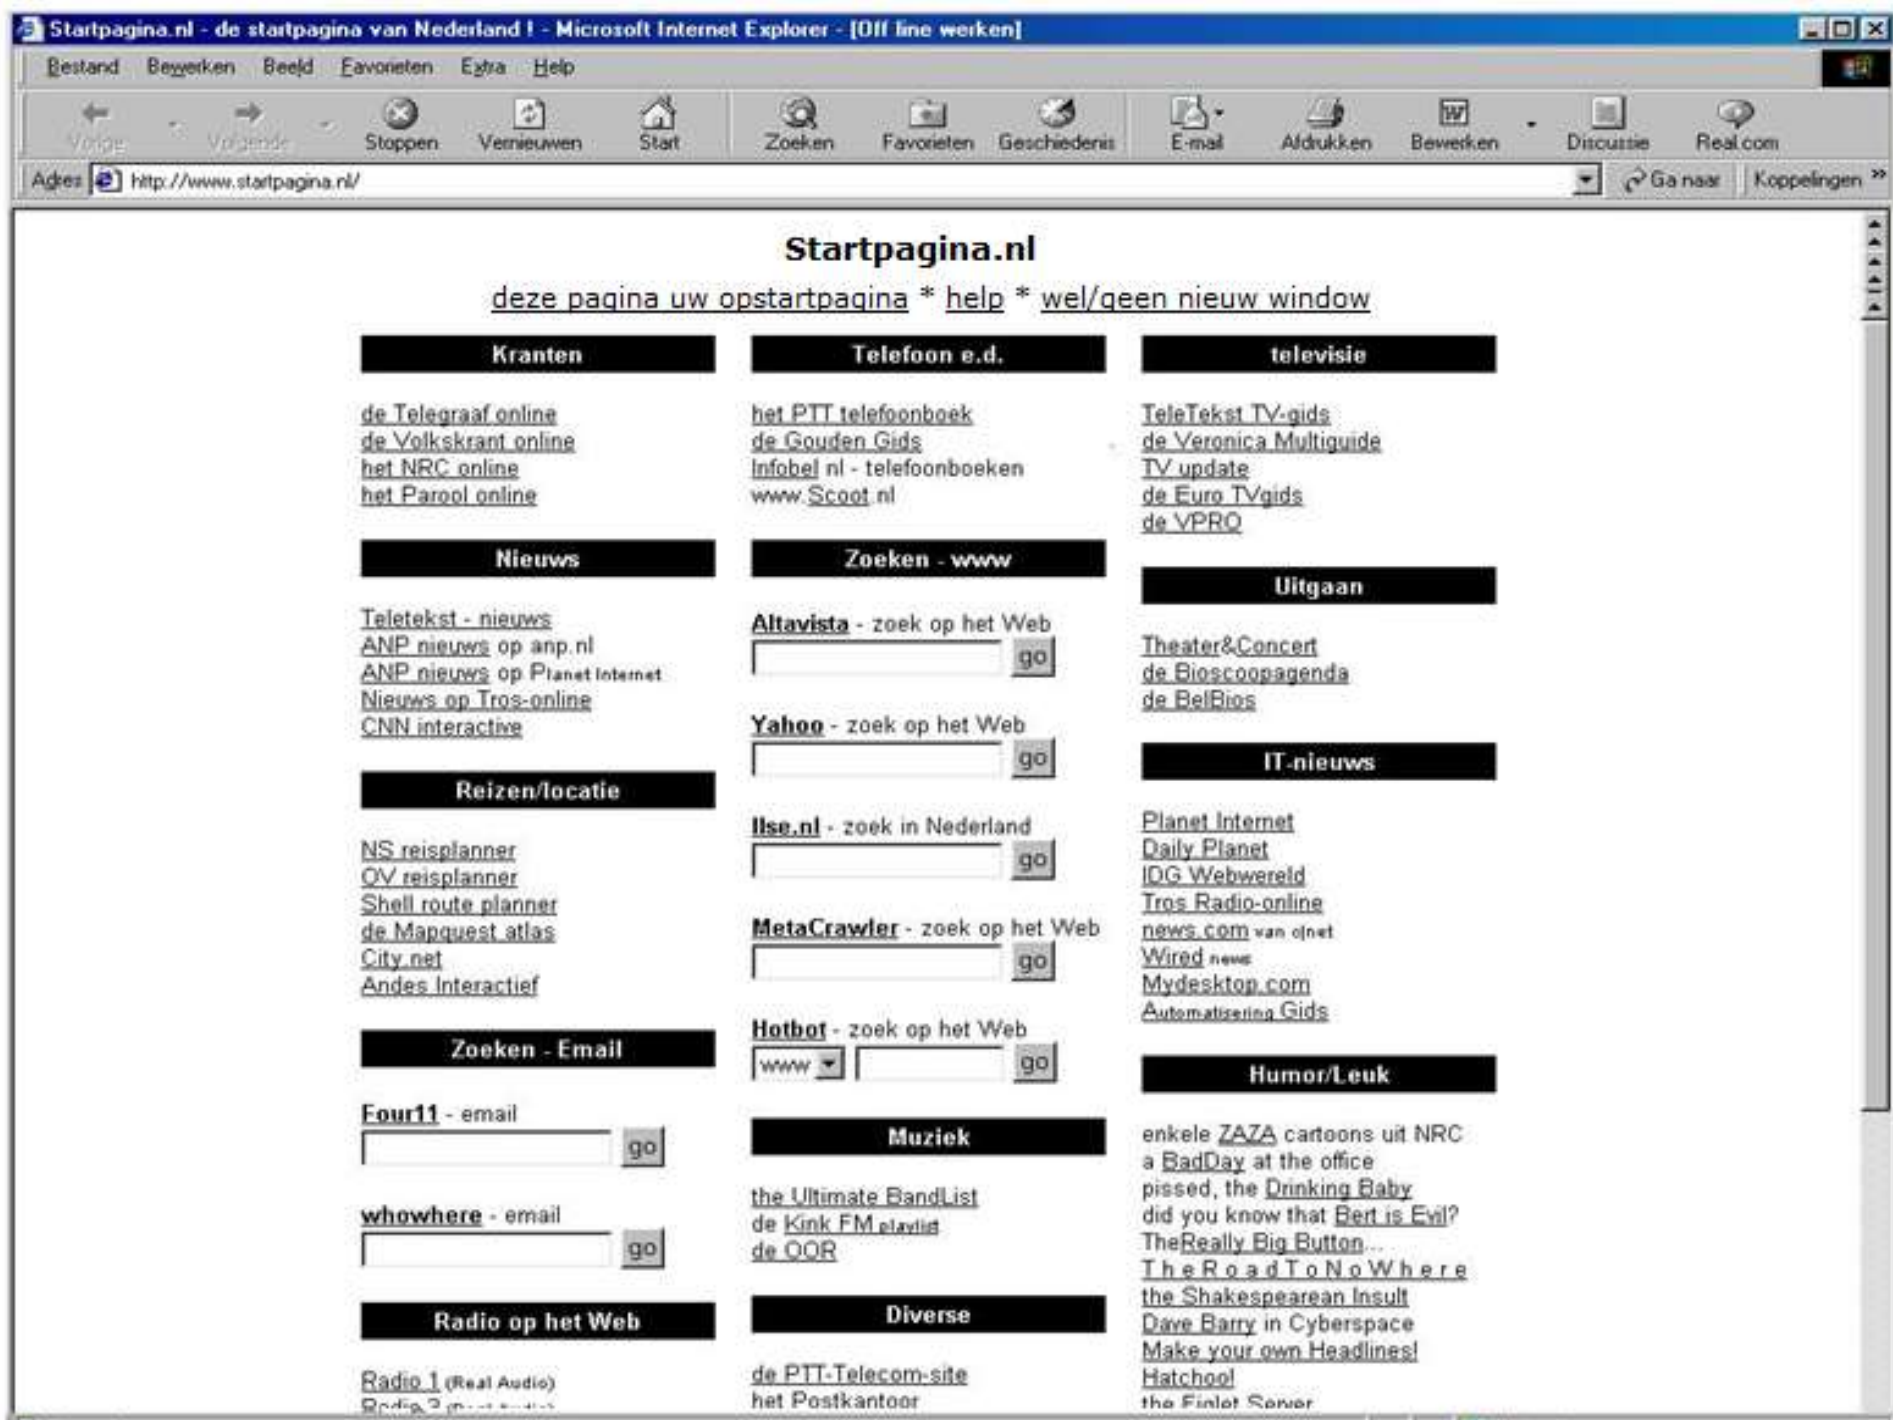 Startpagina.nl - de startpagina van Nederland ! - Microsoft Internet Explorer - [Off line werken]
Bestand Bewerken Beeld Favorieten Extra Help
Vorige Volgende Stoppen Vernieuwen Start Zoeken Favorieten Geschiedenis E-mail Afdrukken Bewerken Discussie Real.com
Adres http://www.startpagina.nl/ Ga naar Koppelingen »
Startpagina.nl
deze pagina uw opstartpagina * help * wel/geen nieuw window
Kranten
de Telegraaf online
de Volkskrant online
het NRC online
het Parool online
Nieuws
Teletekst - nieuws
ANP nieuws op anp.nl
ANP nieuws op Planet Internet
Nieuws op Tros-online
CNN interactive
Reizen/locatie
NS reisplanner
OV reisplanner
Shell route planner
de Mapquest atlas
City.net
Andes Interactief
Zoeken - Email
Four11 - email
go
whowhere - email
go
Radio op het Web
Radio 1 (Real Audio)
Telefoon e.d.
het PTT telefoonboek
de Gouden Gids
Infobel nl - telefoonboeken
www.Scoot.nl
Zoeken - www
Altavista - zoek op het Web
go
Yahoo - zoek op het Web
go
Ilse.nl - zoek in Nederland
go
MetaCrawler - zoek op het Web
go
Hotbot - zoek op het Web
www go
Muziek
the Ultimate BandList
de Kink FM playlist
de OOR
Diverse
de PTT-Telecom-site
het Postkantoor
televisie
TeleTekst TV-gids
de Veronica Multiguide
TV update
de Euro TVgids
de VPRO
Uitgaan
Theater&Concert
de Bioscoopagenda
de BelBios
IT-nieuws
Planet Internet
Daily Planet
IDG Webwereld
Tros Radio-online
news.com van c|net
Wired news
Mydesktop.com
Automatisering Gids
Humor/Leuk
enkele ZAZA cartoons uit NRC
a BadDay at the office
pissed, the Drinking Baby
did you know that Bert is Evil?
TheReally Big Button...
T h e R o a d T o N o W h e r e
the Shakespearean Insult
Dave Barry in Cyberspace
Make your own Headlines!
Hatchoo!
the Figlet Server